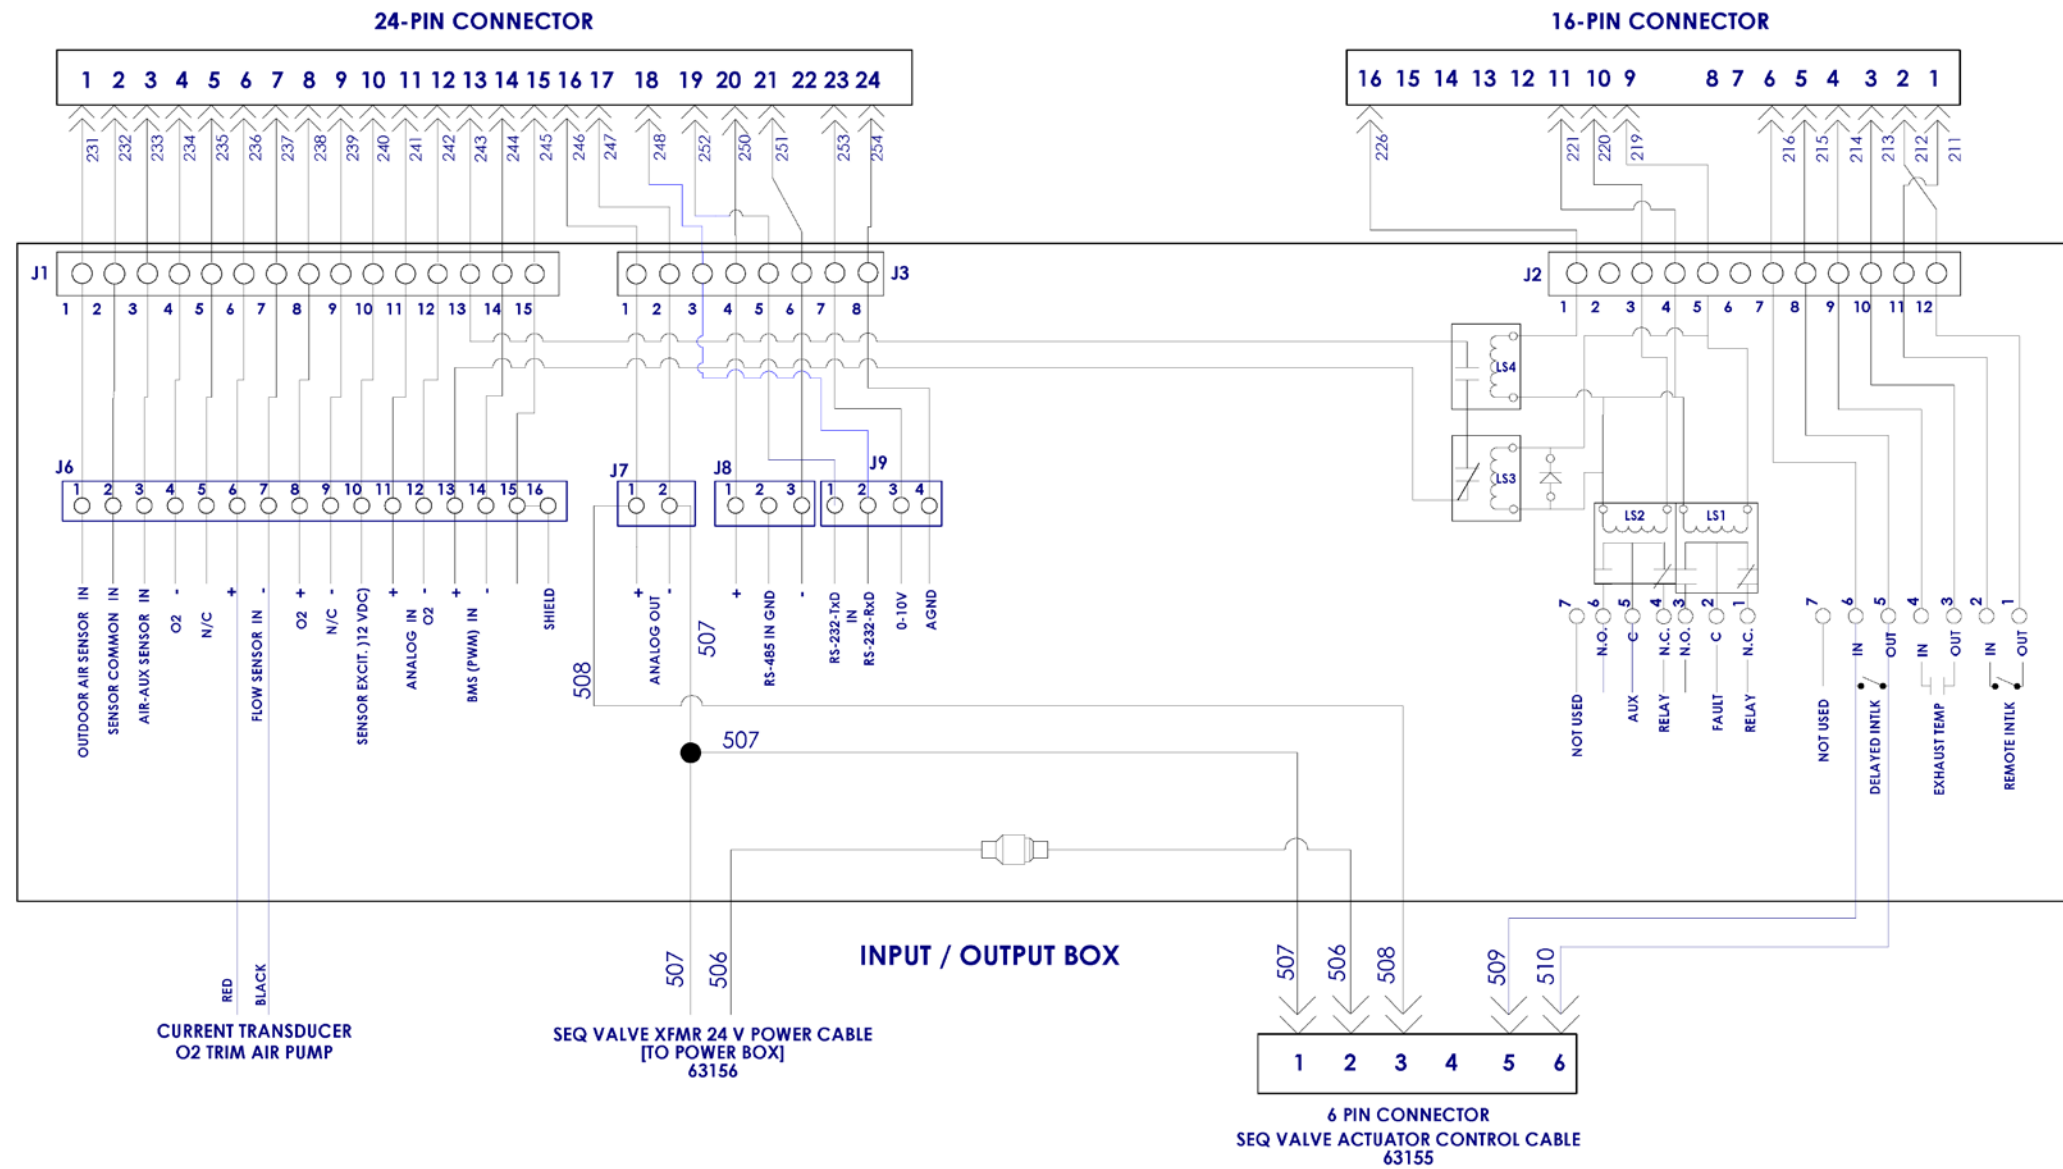 24-PIN CONNECTOR
16-PIN CONNECTOR
1 2 3 4 5 6 7 8 9 10 11 12 13 14 15 16 17 18 19 20 21 22 23 24
16 15 14 13 12 11 10 9 8 7 6 5 4 3 2 1
231 232 233 234 235 236 237 238 239 240 241 242 243 244 245 246 247 248 252 250 251 253 254
226 221 220 219 216 215 214 213 212 211
J1
J3
J2
1 2 3 4 5 6 7 8 9 10 11 12 13 14 15
1 2 3 4 5 6 7 8
1 2 3 4 5 6 7 8 9 10 11 12
LS4
LS3
LS2
LS1
J6
J7
J8
J9
1 2 3 4 5 6 7 8 9 10 11 12 13 14 15 16
1 2
1 2 3
1 2 3 4
OUTDOOR AIR SENSOR IN
SENSOR COMMON IN
AIR-AUX SENSOR IN
O2 -
N/C
+
FLOW SENSOR IN -
O2 +
N/C -
SENSOR EXCIT. )12 VDC)
+
ANALOG IN
-
O2
+
BMS (PWM) IN -
SHIELD
+
ANALOG OUT -
507
508
+
RS-485 IN GND
-
RS-232-TxD
IN
RS-232-RxD
0-10V
AGND
7 6 5 4 3 2 1
7 6 5 4 3 2 1
N.O.
C
N.C.
N.O.
C
N.C.
IN
OUT
IN
OUT
IN
OUT
NOT USED
AUX
RELAY
FAULT
RELAY
NOT USED
DELAYED INTLK
EXHAUST TEMP
REMOTE INTLK
507
INPUT / OUTPUT BOX
RED
BLACK
507
506
507
506
508
509
510
CURRENT TRANSDUCER
O2 TRIM AIR PUMP
SEQ VALVE XFMR 24 V POWER CABLE
[TO POWER BOX]
63156
1 2 3 4 5 6
6 PIN CONNECTOR
SEQ VALVE ACTUATOR CONTROL CABLE
63155